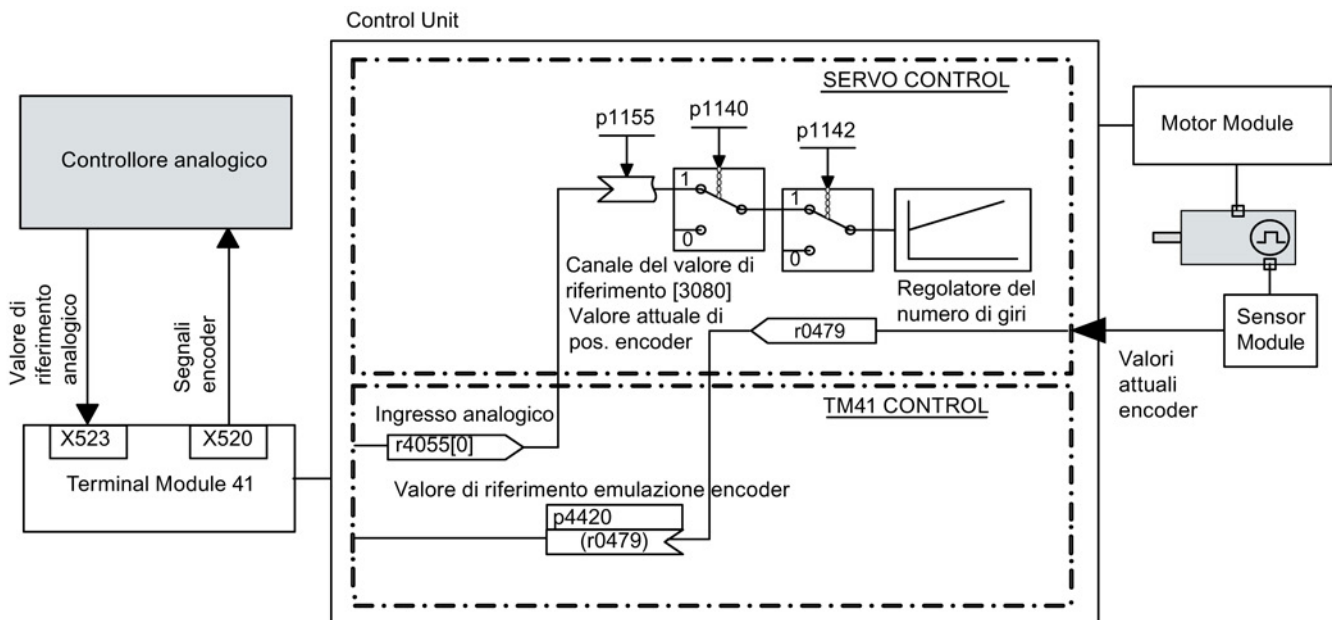 Control Unit
SERVO CONTROL
p1155
p1140
p1142
1
0
1
0
Canale del valore di
riferimento [3080]
Valore attuale di
pos. encoder
Regolatore del
numero di giri
r0479
Controllore analogico
Valore di
riferimento
analogico
Segnali
encoder
X523
X520
Terminal Module 41
TM41 CONTROL
Ingresso analogico
r4055[0]
Valore di riferimento emulazione encoder
p4420
(r0479)
Motor Module
Sensor
Module
Valori
attuali
encoder